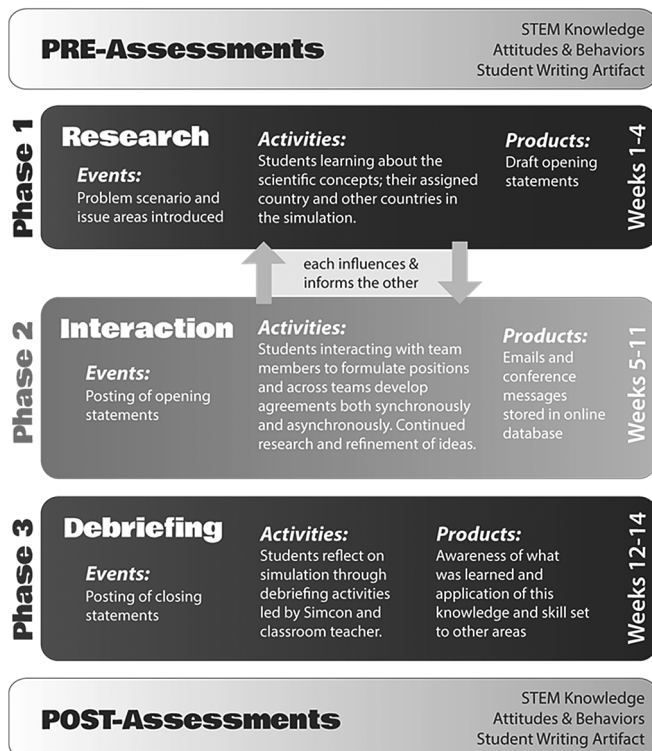 PRE-Assessments
STEM Knowledge
Attitudes & Behaviors
Student Writing Artifact
Phase 1
Research
Events:
Problem scenario and
issue areas introduced
Activities:
Students learning about the
scientific concepts; their assigned
country and other countries in
the simulation.
Products:
Draft opening
statements
Weeks 1-4
each influences &
informs the other
Phase 2
Interaction
Events:
Posting of opening
statements
Activities:
Students interacting with team
members to formulate positions
and across teams develop
agreements both synchronously
and asynchronously. Continued
research and refinement of ideas.
Products:
Emails and
conference
messages
stored in online
database
Weeks 5-11
Phase 3
Debriefing
Events:
Posting of closing
statements
Activities:
Students reflect on
simulation through
debriefing activities
led by Simcon and
classroom teacher.
Products:
Awareness of what
was learned and
application of this
knowledge and skill set
to other areas
Weeks 12-14
POST-Assessments
STEM Knowledge
Attitudes & Behaviors
Student Writing Artifact